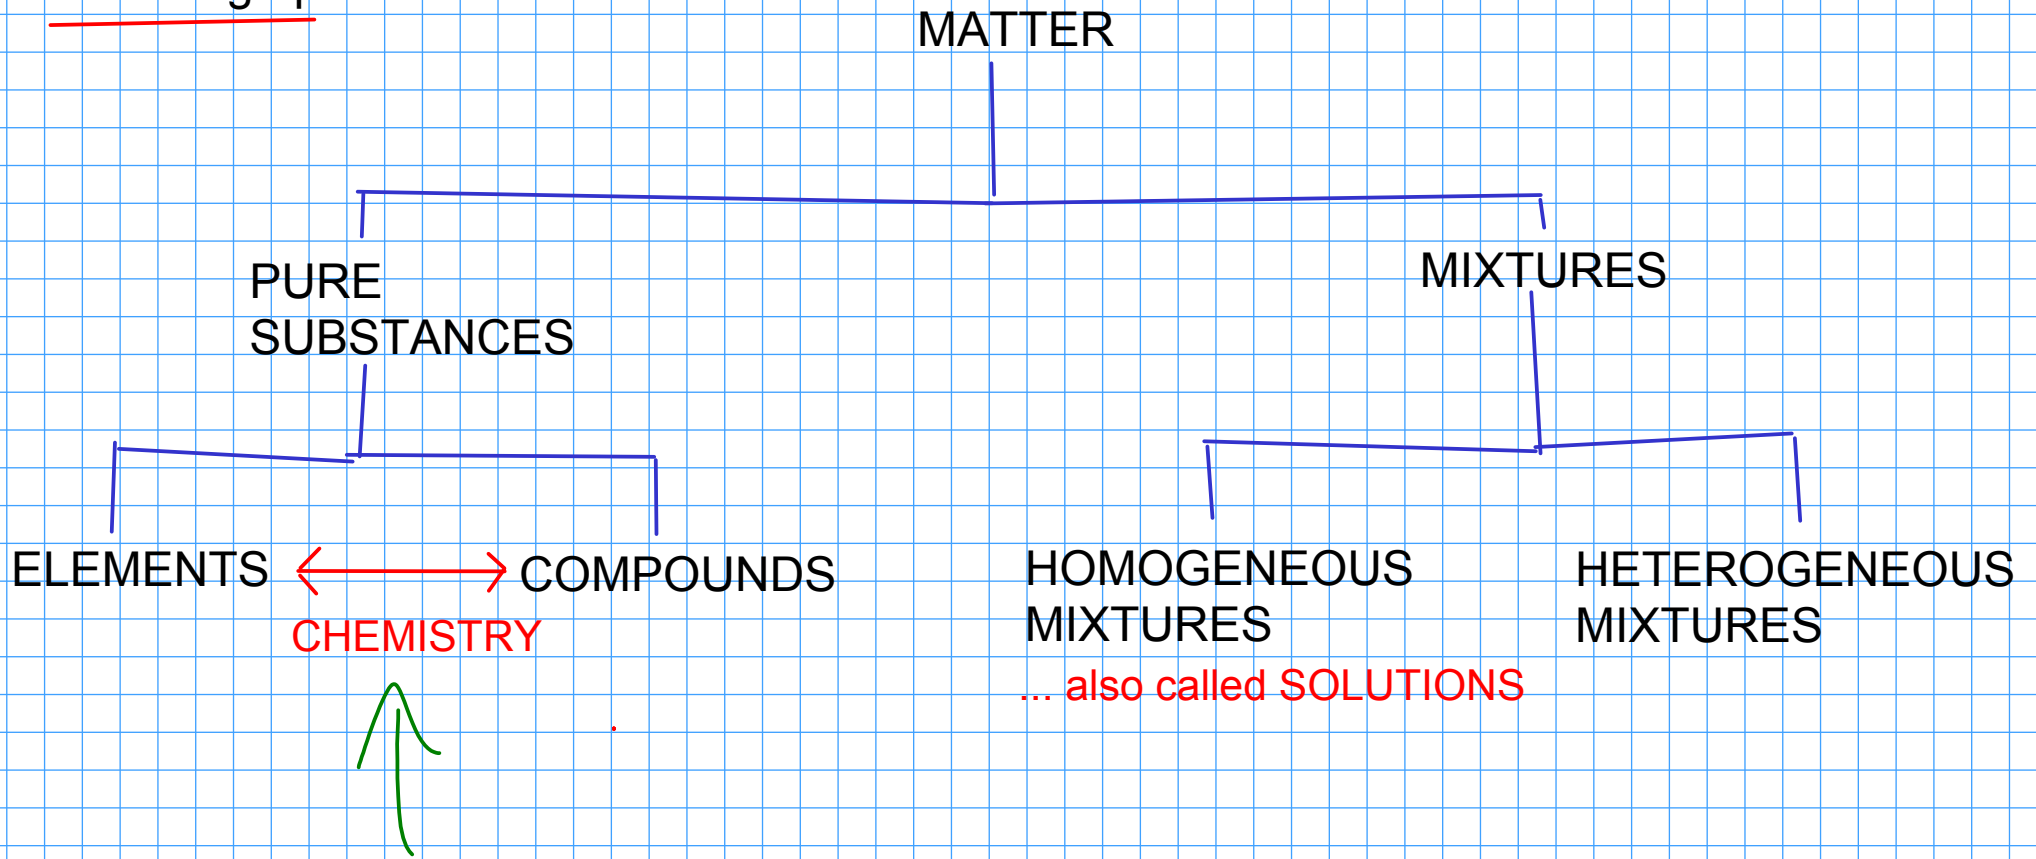 MATTER
PURE
SUBSTANCES
MIXTURES
ELEMENTS
COMPOUNDS
CHEMISTRY
HOMOGENEOUS
MIXTURES
... also called SOLUTIONS
HETEROGENEOUS
MIXTURES